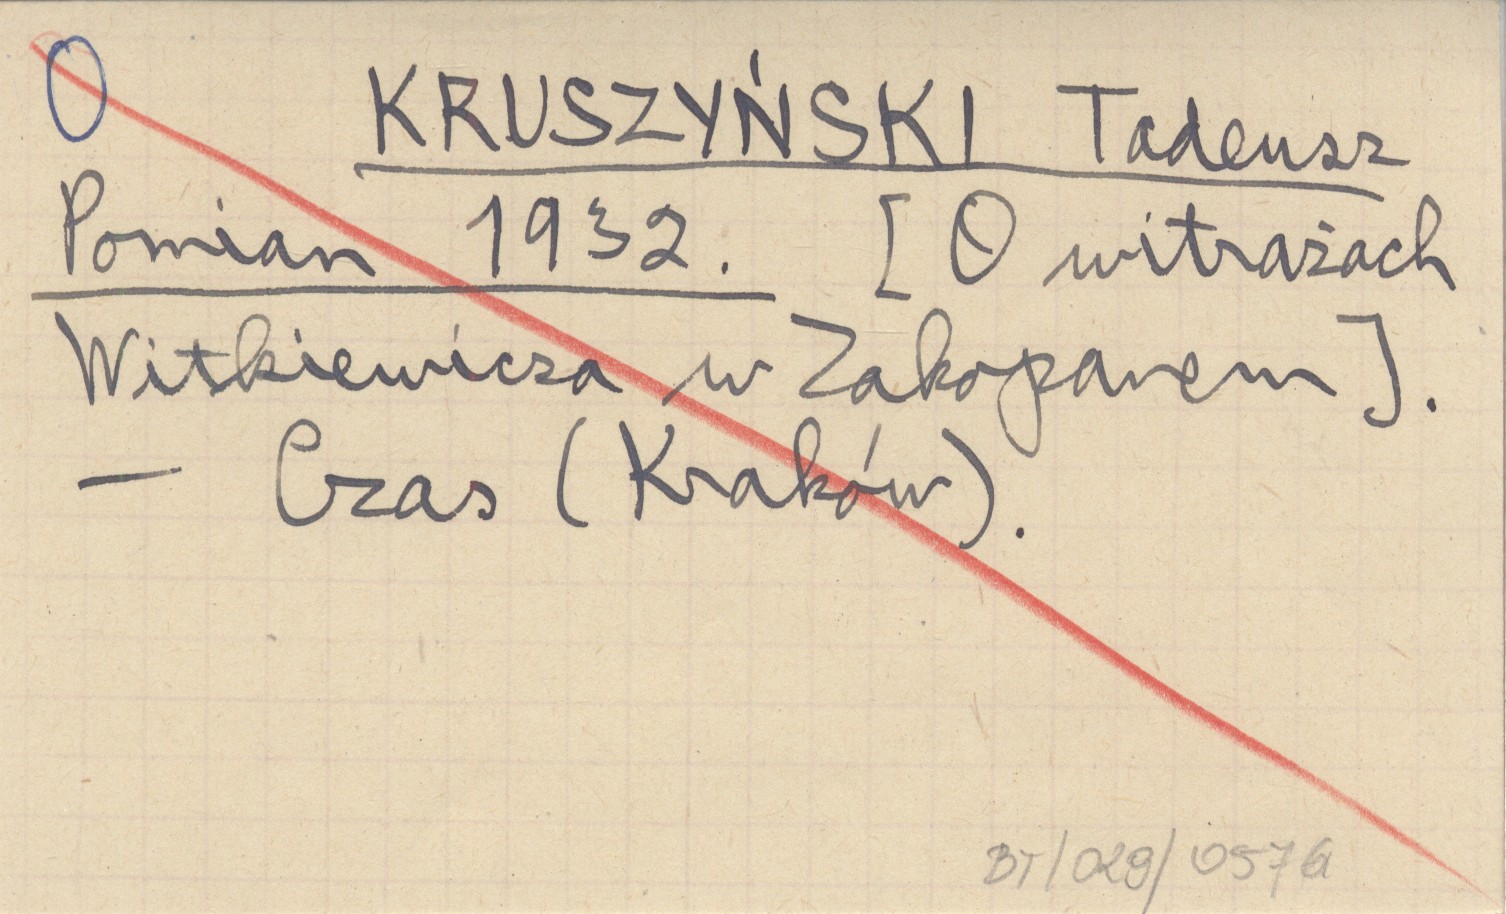 O KRUSZYŃSKI Tadeusz
Pomian 1932. [O witrażach
Witkiewicza w Zakopanem].
— Czas (Kraków).
BT/029/0576